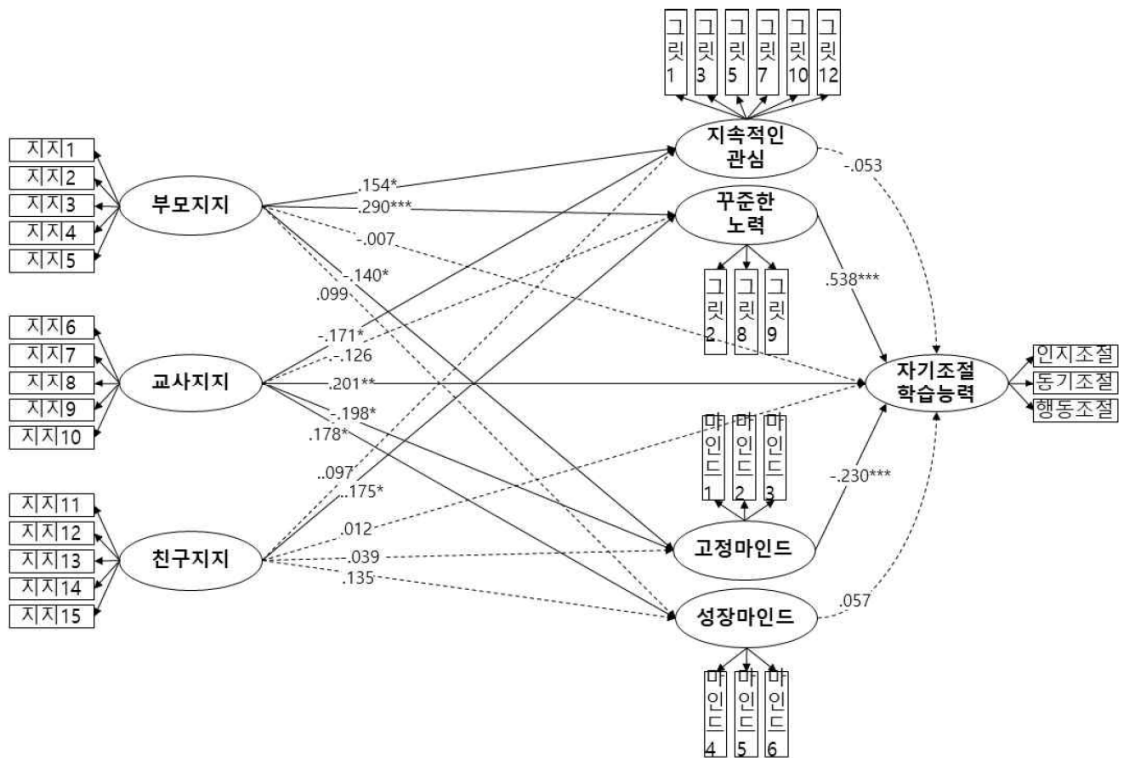 그릿1
그릿3
그릿5
그릿7
그릿10
그릿12
지속적인
관심
-.053
지지1
지지2
지지3
지지4
지지5
부모지지
.154*
.290***
-.007
-.140*
.099
꾸준한
노력
그릿2
그릿8
그릿9
.538***
지지6
지지7
지지8
지지9
지지10
교사지지
-.171*
-.126
.201**
-.198*
.178*
자기조절
학습능력
인지조절
동기조절
행동조절
마인드1
마인드2
마인드3
-.230***
지지11
지지12
지지13
지지14
지지15
친구지지
.097
.175*
.012
-.039
.135
고정마인드
성장마인드
.057
마인드4
마인드5
마인드6